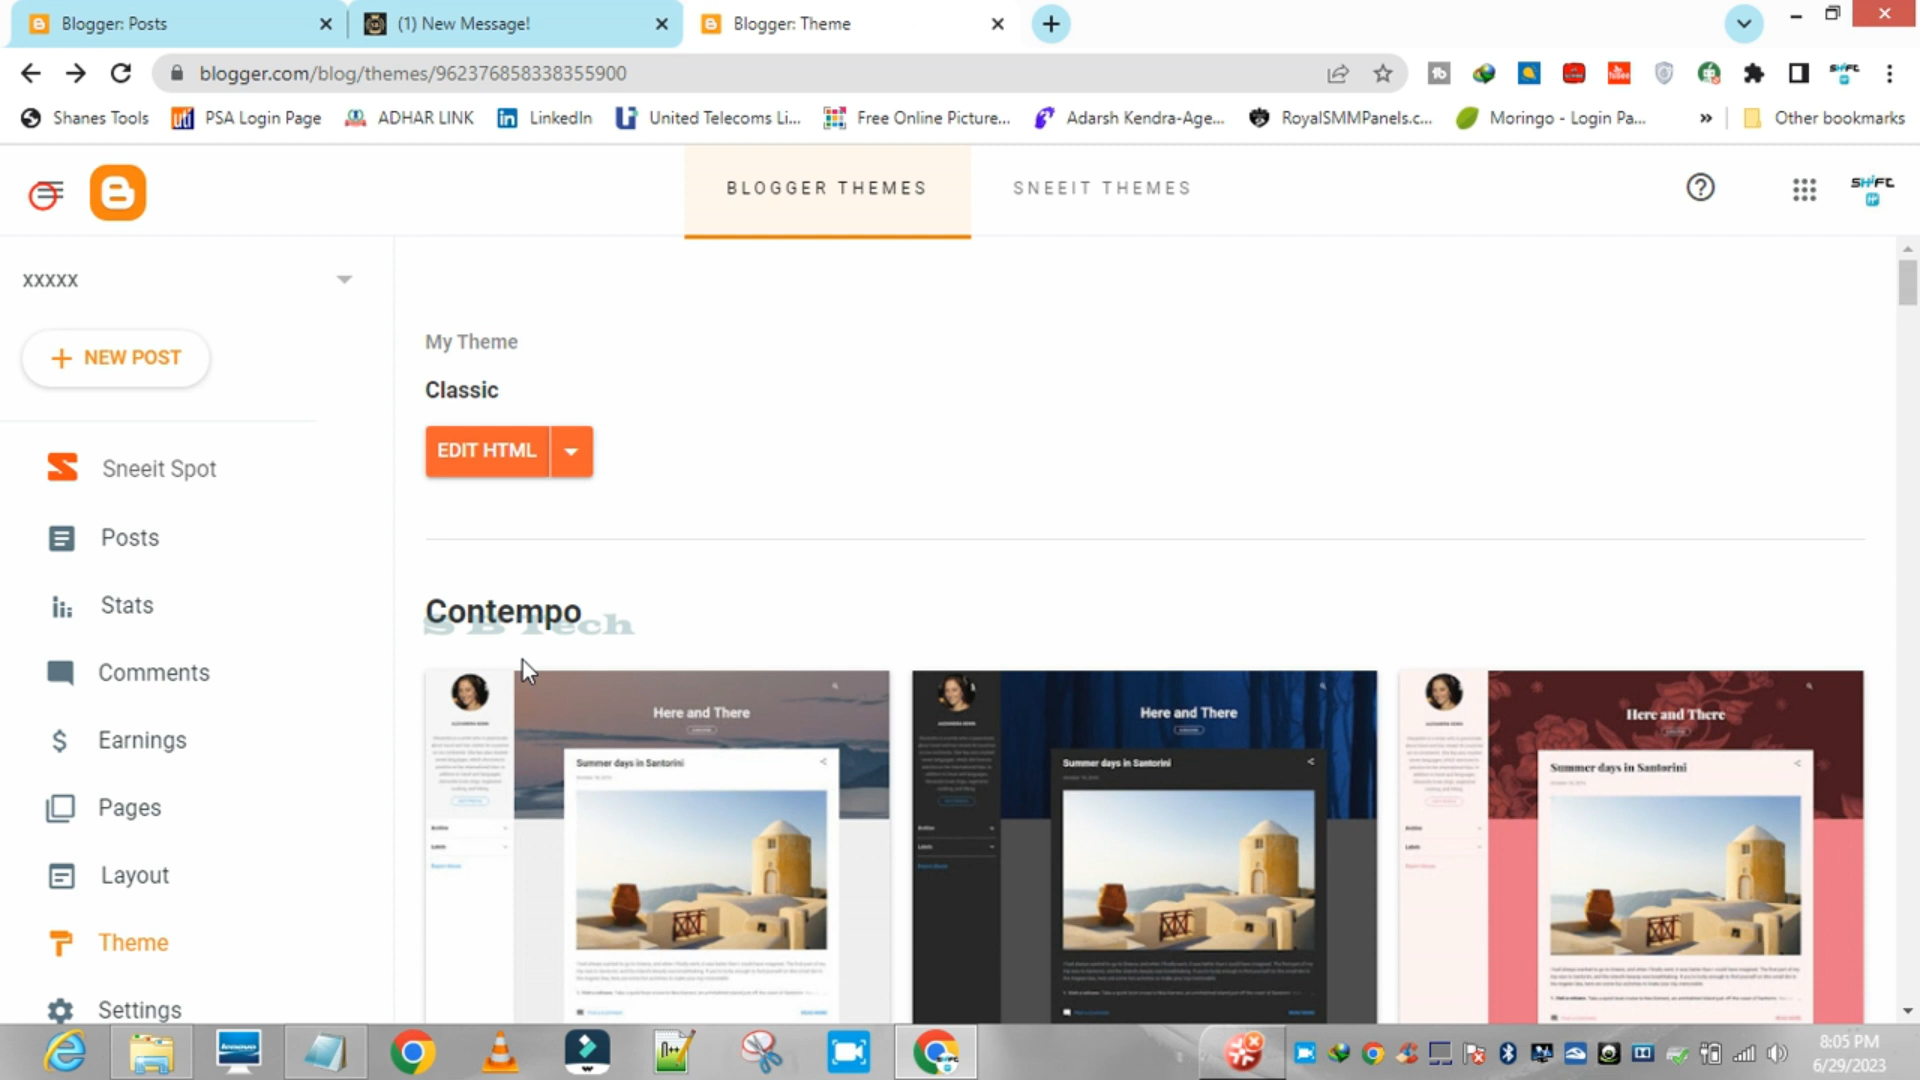 Blogger: Posts
(1) New Message!
Blogger: Theme
blogger.com/blog/themes/962376858338355900
Shanes Tools
PSA Login Page
ADHAR LINK
LinkedIn
United Telecoms Li...
Free Online Picture...
Adarsh Kendra-Age...
RoyalSMMPanels.c...
Moringo - Login Pa...
»
Other bookmarks
BLOGGER THEMES
SNEEIT THEMES
SHiFT
XXXXX
+ NEW POST
Sneeit Spot
Posts
Stats
Comments
Earnings
Pages
Layout
Theme
Settings
My Theme
Classic
EDIT HTML
Contempo
S B Tech
Here and There
Summer days in Santorini
Here and There
Summer days in Santorini
Here and There
Summer days in Santorini
8:05 PM
6/29/2023